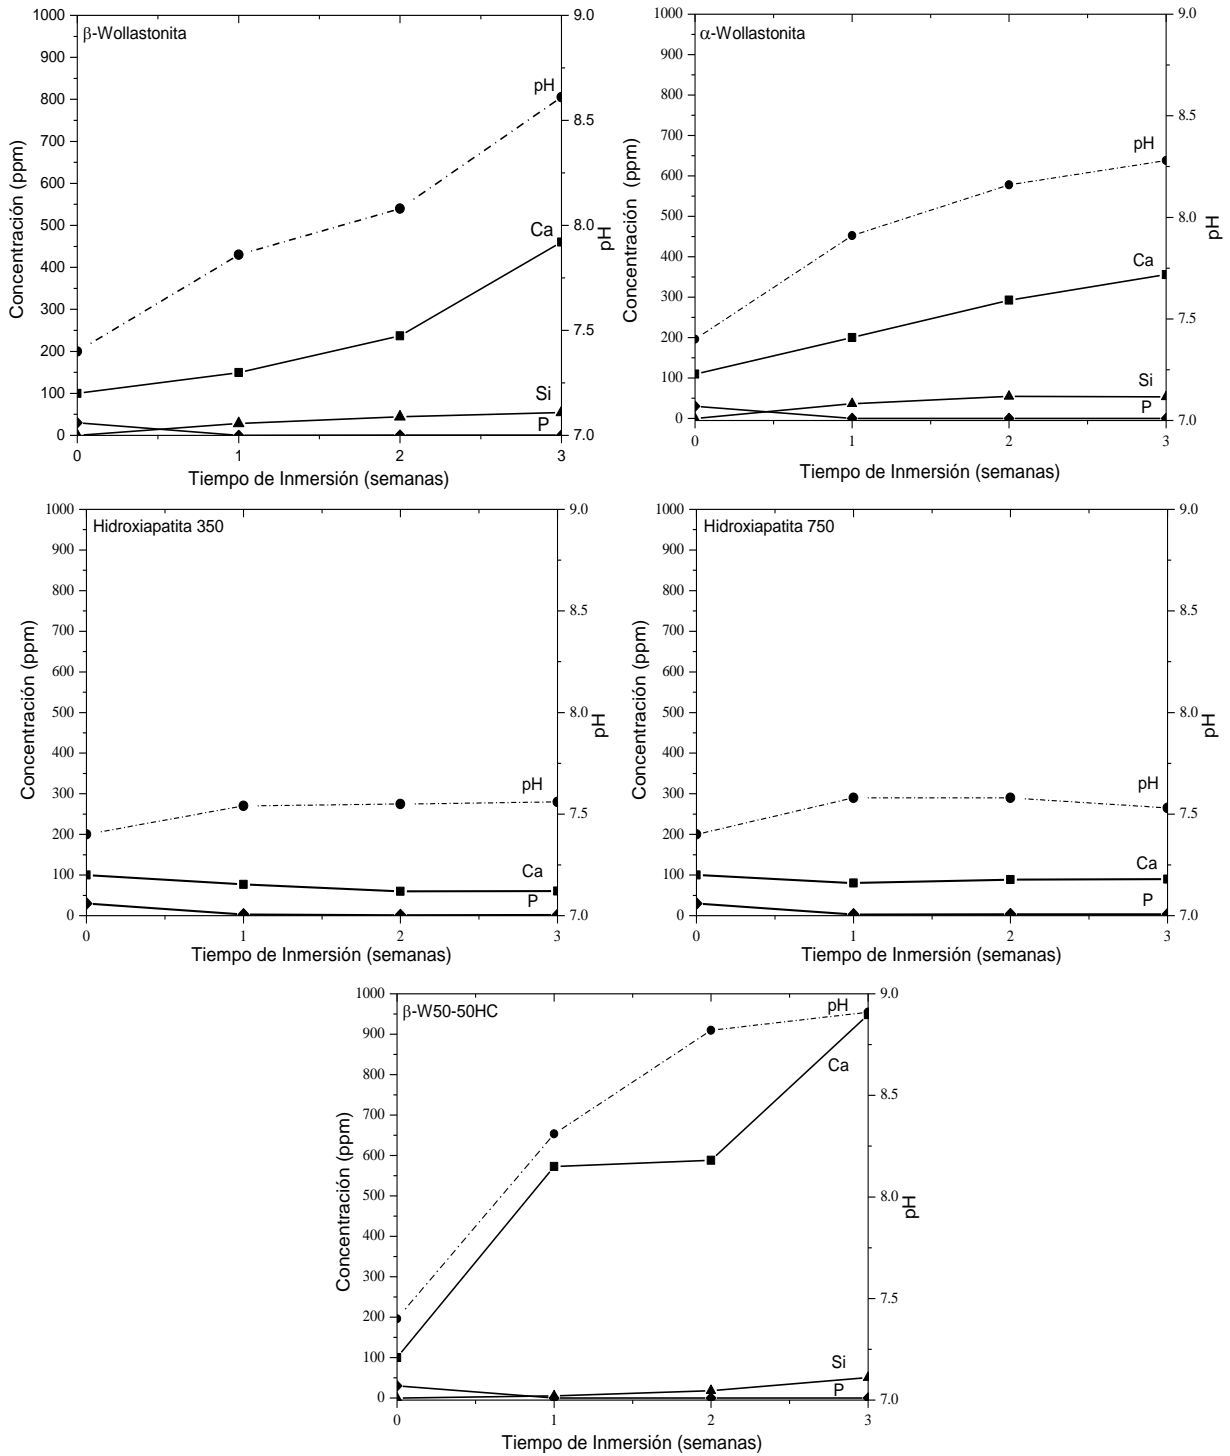 β-Wollastonita
1000
900
800
700
600
500
400
300
200
100
0
Concentración (ppm)
pH
Ca
Si
P
9.0
8.5
8.0
7.5
7.0
pH
0 1 2 3
Tiempo de Inmersión (semanas)
α-Wollastonita
1000
900
800
700
600
500
400
300
200
100
0
Concentración (ppm)
pH
Ca
Si
P
9.0
8.5
8.0
7.5
7.0
pH
0 1 2 3
Tiempo de Inmersión (semanas)
Hidroxiapatita 350
1000
900
800
700
600
500
400
300
200
100
0
Concentración (ppm)
pH
Ca
P
9.0
8.5
8.0
7.5
7.0
pH
0 1 2 3
Tiempo de Inmersión (semanas)
Hidroxiapatita 750
1000
900
800
700
600
500
400
300
200
100
0
Concentración (ppm)
pH
Ca
P
9.0
8.5
8.0
7.5
7.0
pH
0 1 2 3
Tiempo de Inmersión (semanas)
β-W50-50HC
1000
900
800
700
600
500
400
300
200
100
0
Concentración (ppm)
pH
Ca
Si
P
9.0
8.5
8.0
7.5
7.0
pH
0 1 2 3
Tiempo de Inmersión (semanas)